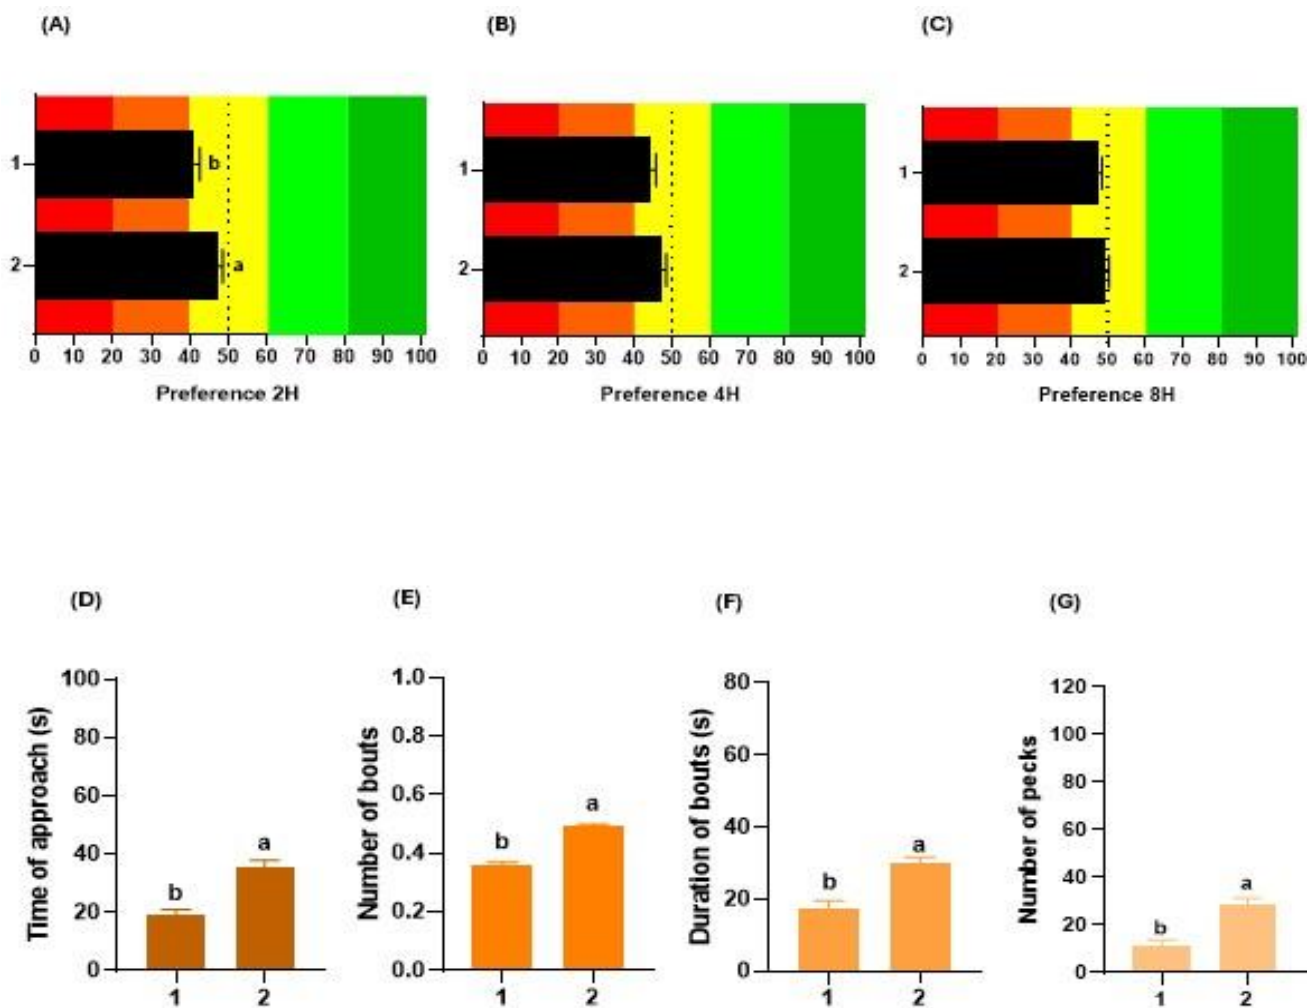 (A)
(B)
(C)
1
b
2
a
0 10 20 30 40 50 60 70 80 90 100
Preference 2H
1
2
0 10 20 30 40 50 60 70 80 90 100
Preference 4H
1
2
0 10 20 30 40 50 60 70 80 90 100
Preference 8H
(D)
Time of approach (s)
100
80
60
40
20
0
b
a
1 2
(E)
Number of bouts
1.0
0.8
0.6
0.4
0.2
0.0
b
a
1 2
(F)
Duration of bouts (s)
80
60
40
20
0
b
a
1 2
(G)
Number of pecks
120
100
80
60
40
20
0
b
a
1 2